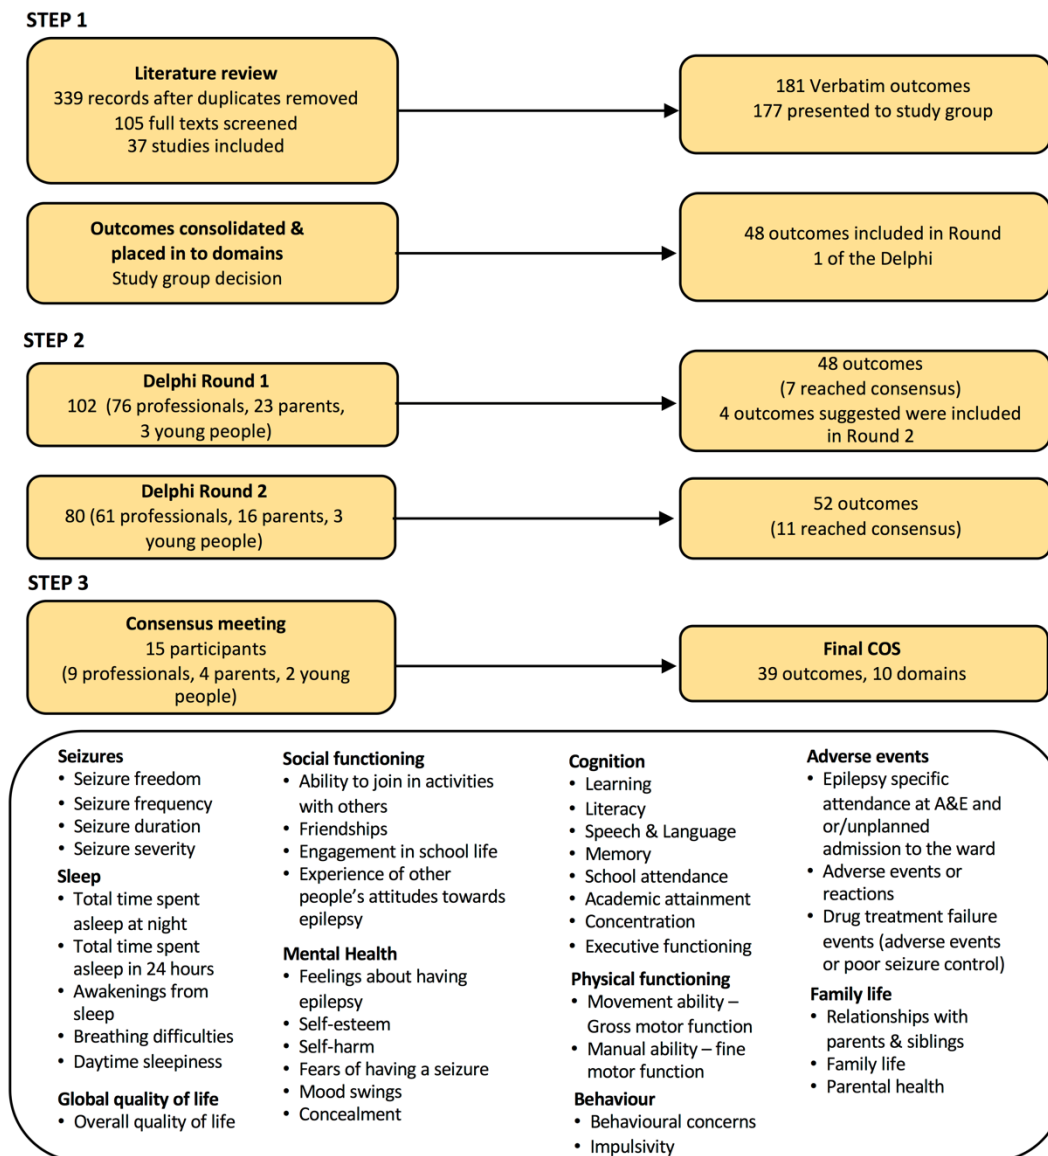 STEP 1
Literature review
339 records after duplicates removed
105 full texts screened
37 studies included
181 Verbatim outcomes
177 presented to study group
Outcomes consolidated &
placed in to domains
Study group decision
48 outcomes included in Round
1 of the Delphi
STEP 2
Delphi Round 1
102 (76 professionals, 23 parents,
3 young people)
48 outcomes
(7 reached consensus)
4 outcomes suggested were included
in Round 2
Delphi Round 2
80 (61 professionals, 16 parents, 3
young people)
52 outcomes
(11 reached consensus)
STEP 3
Consensus meeting
15 participants
(9 professionals, 4 parents, 2 young
people)
Final COS
39 outcomes, 10 domains
Seizures
• Seizure freedom
• Seizure frequency
• Seizure duration
• Seizure severity
Sleep
• Total time spent
asleep at night
• Total time spent
asleep in 24 hours
• Awakenings from
sleep
• Breathing difficulties
• Daytime sleepiness
Global quality of life
• Overall quality of life
Social functioning
• Ability to join in activities
with others
• Friendships
• Engagement in school life
• Experience of other
people's attitudes towards
epilepsy
Mental Health
• Feelings about having
epilepsy
• Self-esteem
• Self-harm
• Fears of having a seizure
• Mood swings
• Concealment
Cognition
• Learning
• Literacy
• Speech & Language
• Memory
• School attendance
• Academic attainment
• Concentration
• Executive functioning
Physical functioning
• Movement ability –
Gross motor function
• Manual ability – fine
motor function
Behaviour
• Behavioural concerns
• Impulsivity
Adverse events
• Epilepsy specific
attendance at A&E and
or/unplanned
admission to the ward
• Adverse events or
reactions
• Drug treatment failure
events (adverse events
or poor seizure control)
Family life
• Relationships with
parents & siblings
• Family life
• Parental health